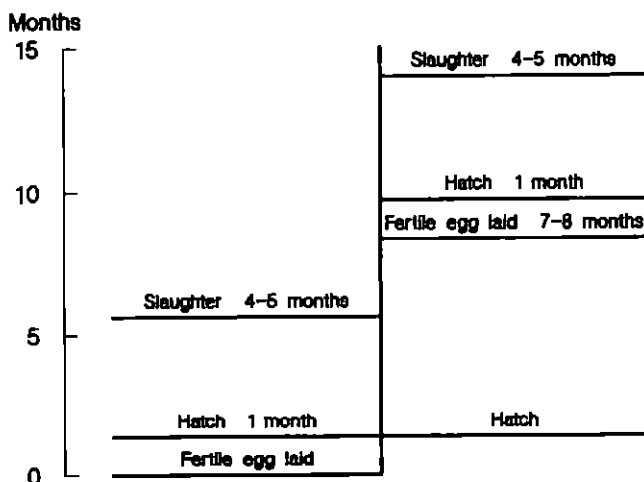 Months
15
Slaughter 4-5 months
10
Hatch 1 month
Fertile egg laid 7-8 months
Slaughter 4-5 months
5
Hatch 1 month
Hatch
Fertile egg laid
0